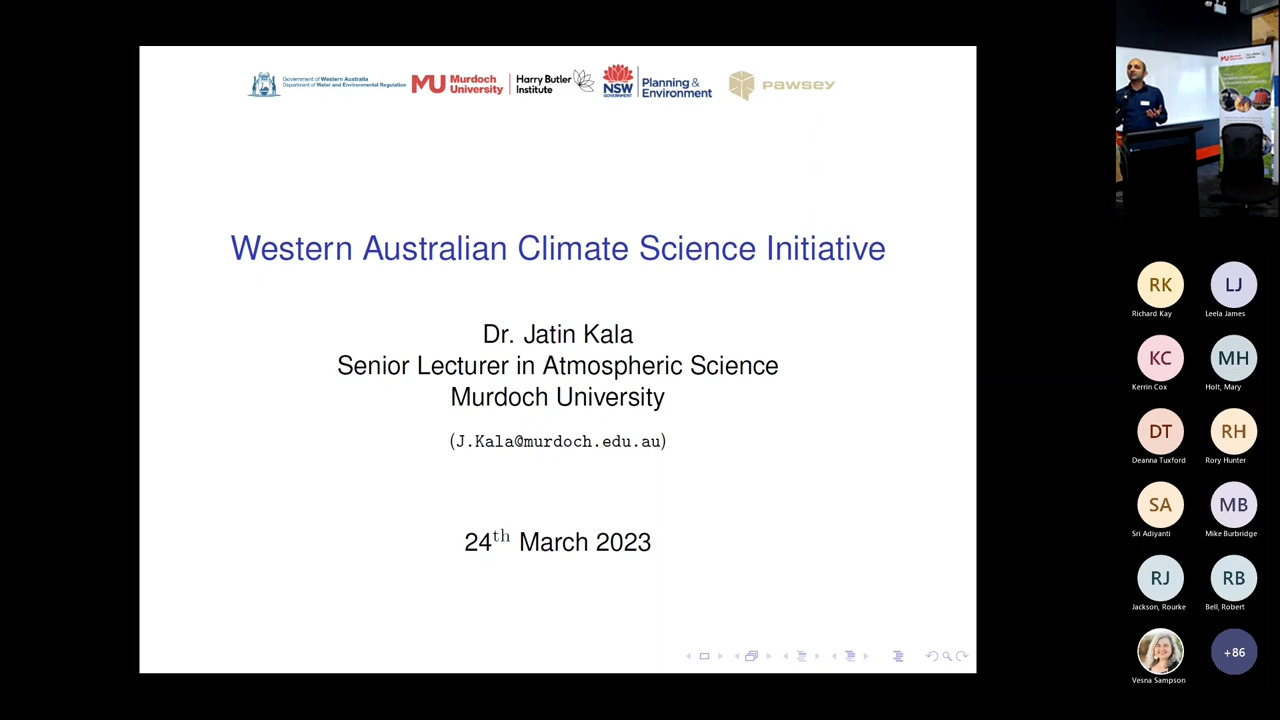 Government of Western Australia
Department of Water and Environmental Regulation
MU Murdoch University
Harry Butler Institute
NSW GOVERNMENT
Planning & Environment
PAWSEY
Western Australian Climate Science Initiative
Dr. Jatin Kala
Senior Lecturer in Atmospheric Science
Murdoch University
(J.Kala@murdoch.edu.au)
24th March 2023
RK
Richard Kay
LJ
Leela James
KC
Kerrin Cox
MH
Holt, Mary
DT
Deanna Tuxford
RH
Rory Hunter
SA
Sri Adiyanti
MB
Mike Burbridge
RJ
Jackson, Rourke
RB
Bell, Robert
Vesna Sampson
+86